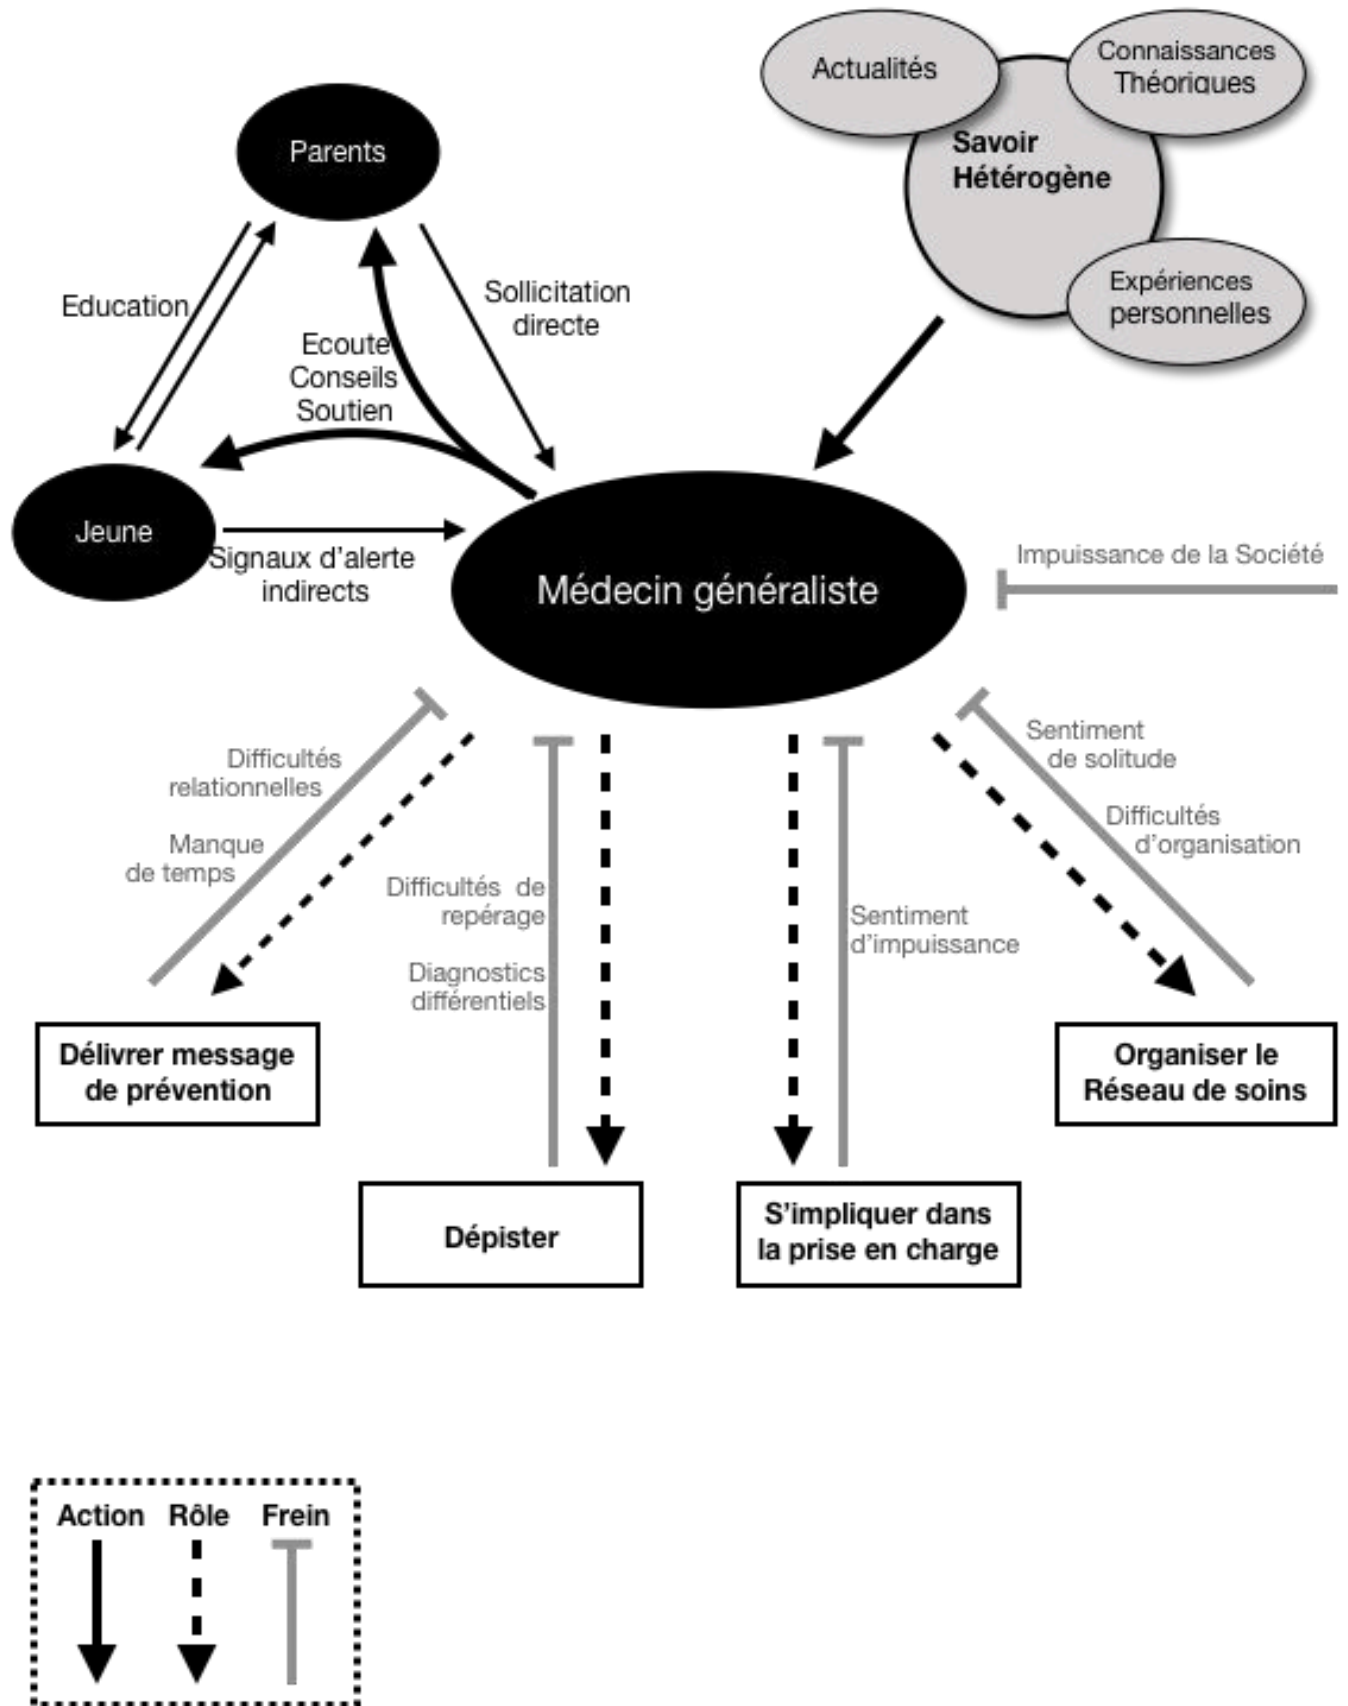 Actualités
Connaissances
Théoriques
Savoir
Hétérogène
Expériences
personnelles
Parents
Education
Sollicitation
directe
Ecoute
Conseils
Soutien
Jeune
Signaux d'alerte
indirects
Médecin généraliste
Impuissance de la Société
Difficultés
relationnelles
Manque
de temps
Difficultés de
repérage
Diagnostics
différentiels
Sentiment
d'impuissance
Sentiment
de solitude
Difficultés
d'organisation
Délivrer message
de prévention
Dépister
S'impliquer dans
la prise en charge
Organiser le
Réseau de soins
Action Rôle Frein